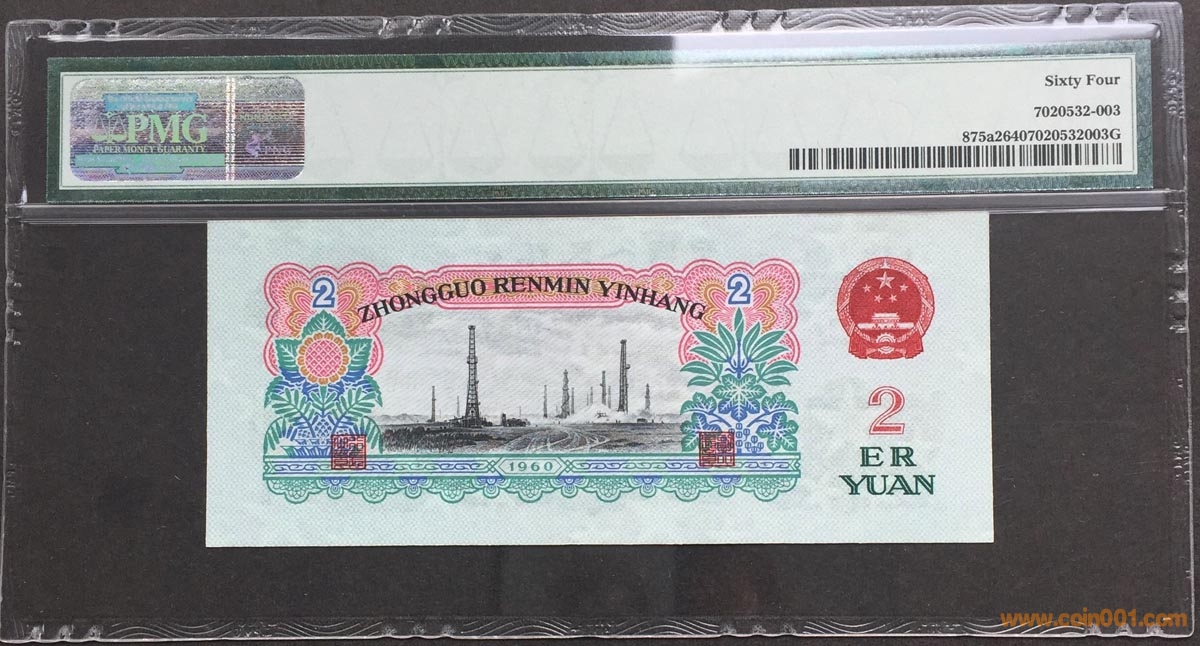 PMG
PAPER MONEY GUARANTY
Sixty Four
7020532-003
875a26407020532003G
2
2
ZHONGGUO RENMIN YINHANG
1960
2
ER
YUAN
www.coin001.com